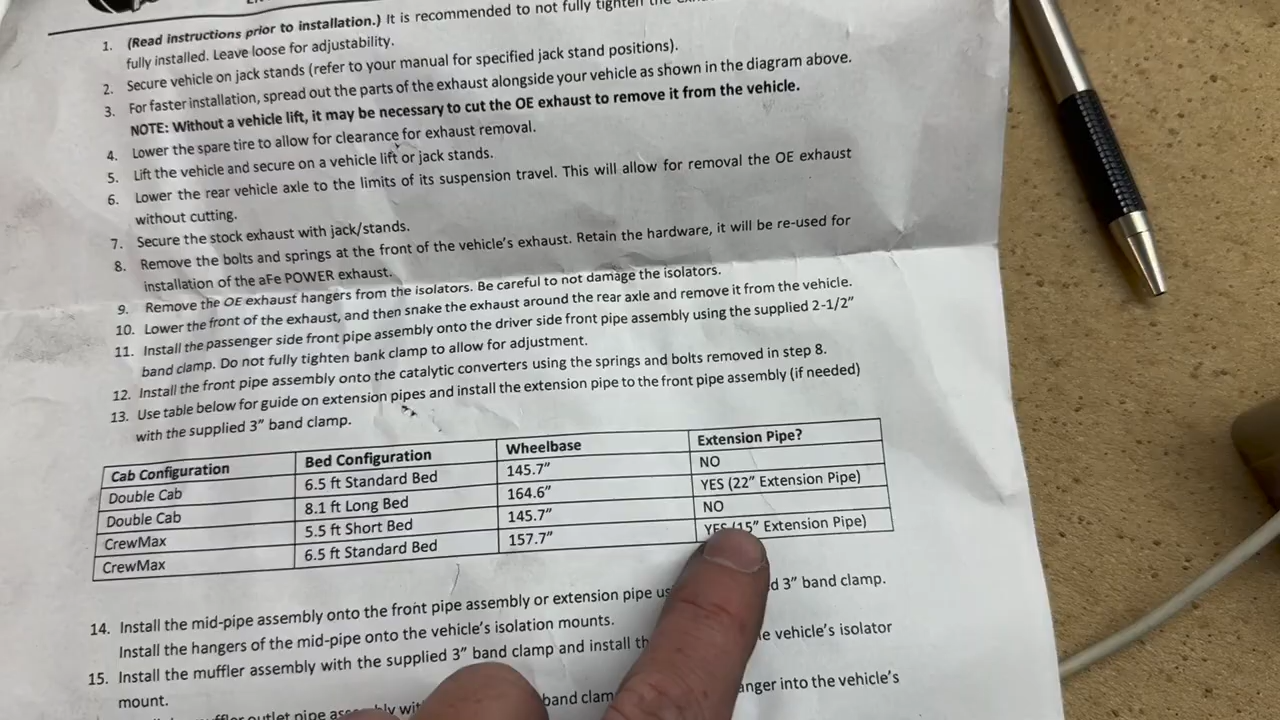 1. (Read instructions prior to installation.) It is recommended to not fully tighten the
fully installed. Leave loose for adjustability.
2. Secure vehicle on jack stands (refer to your manual for specified jack stand positions).
3. For faster installation, spread out the parts of the exhaust alongside your vehicle as shown in the diagram above.
NOTE: Without a vehicle lift, it may be necessary to cut the OE exhaust to remove it from the vehicle.
4. Lower the spare tire to allow for clearance for exhaust removal.
5. Lift the vehicle and secure on a vehicle lift or jack stands.
6. Lower the rear vehicle axle to the limits of its suspension travel. This will allow for removal the OE exhaust
without cutting.
7. Secure the stock exhaust with jack/stands.
8. Remove the bolts and springs at the front of the vehicle's exhaust. Retain the hardware, it will be re-used for
installation of the aFe POWER exhaust.
9. Remove the OE exhaust hangers from the isolators. Be careful to not damage the isolators.
10. Lower the front of the exhaust, and then snake the exhaust around the rear axle and remove it from the vehicle.
11. Install the passenger side front pipe assembly onto the driver side front pipe assembly using the supplied 2-1/2"
band clamp. Do not fully tighten bank clamp to allow for adjustment.
12. Install the front pipe assembly onto the catalytic converters using the springs and bolts removed in step 8.
13. Use table below for guide on extension pipes and install the extension pipe to the front pipe assembly (if needed)
with the supplied 3" band clamp.
Cab Configuration Bed Configuration Wheelbase Extension Pipe?
Double Cab 6.5 ft Standard Bed 145.7" NO
Double Cab 8.1 ft Long Bed 164.6" YES (22" Extension Pipe)
CrewMax 5.5 ft Short Bed 145.7" NO
CrewMax 6.5 ft Standard Bed 157.7" YES (15" Extension Pipe)
14. Install the mid-pipe assembly onto the front pipe assembly or extension pipe 3" band clamp.
Install the hangers of the mid-pipe onto the vehicle's isolation mounts.
15. Install the muffler assembly with the supplied 3" band clamp and install vehicle's isolator
mount.
outlet pipe band into the vehicle's